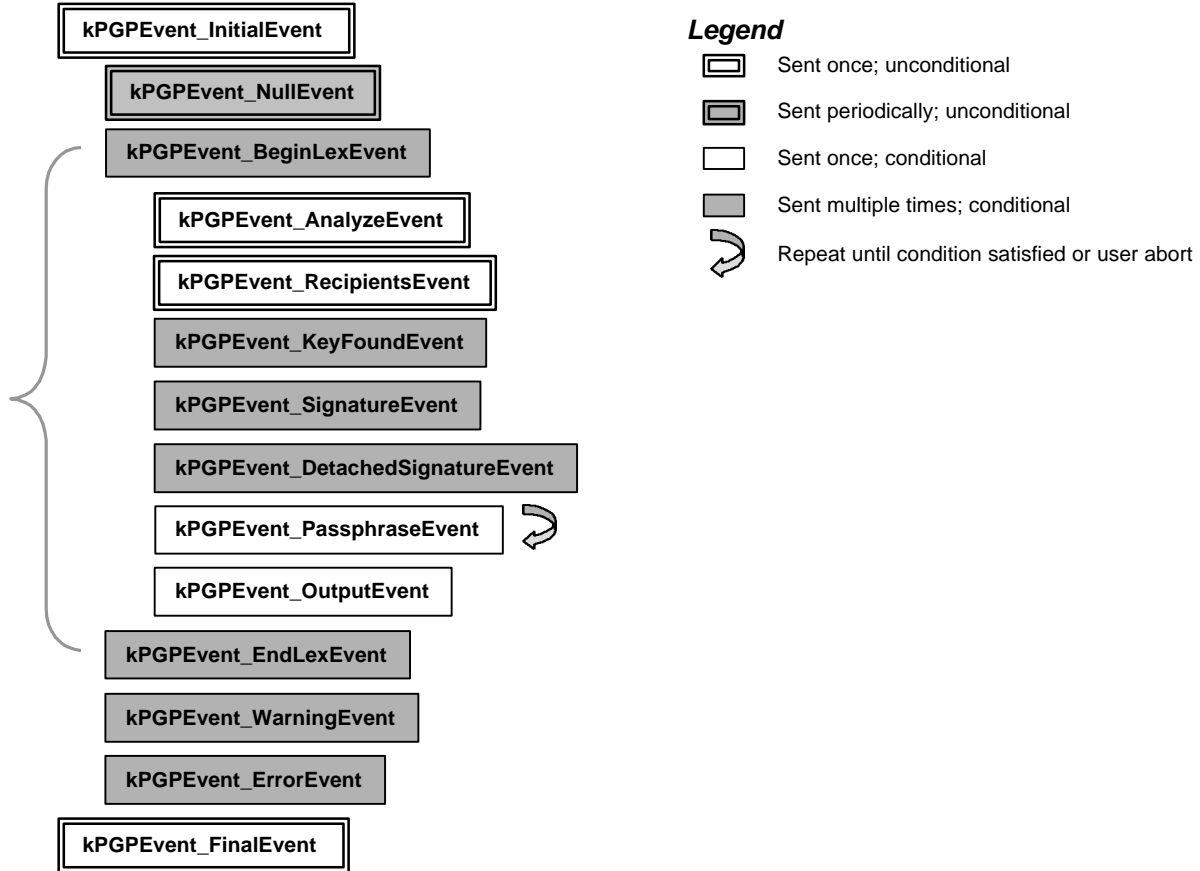 kPGPEvent_InitialEvent
kPGPEvent_NullEvent
kPGPEvent_BeginLexEvent
kPGPEvent_AnalyzeEvent
kPGPEvent_RecipientsEvent
kPGPEvent_KeyFoundEvent
kPGPEvent_SignatureEvent
kPGPEvent_DetachedSignatureEvent
kPGPEvent_PassphraseEvent
kPGPEvent_OutputEvent
kPGPEvent_EndLexEvent
kPGPEvent_WarningEvent
kPGPEvent_ErrorEvent
kPGPEvent_FinalEvent
Legend
Sent once; unconditional
Sent periodically; unconditional
Sent once; conditional
Sent multiple times; conditional
Repeat until condition satisfied or user abort